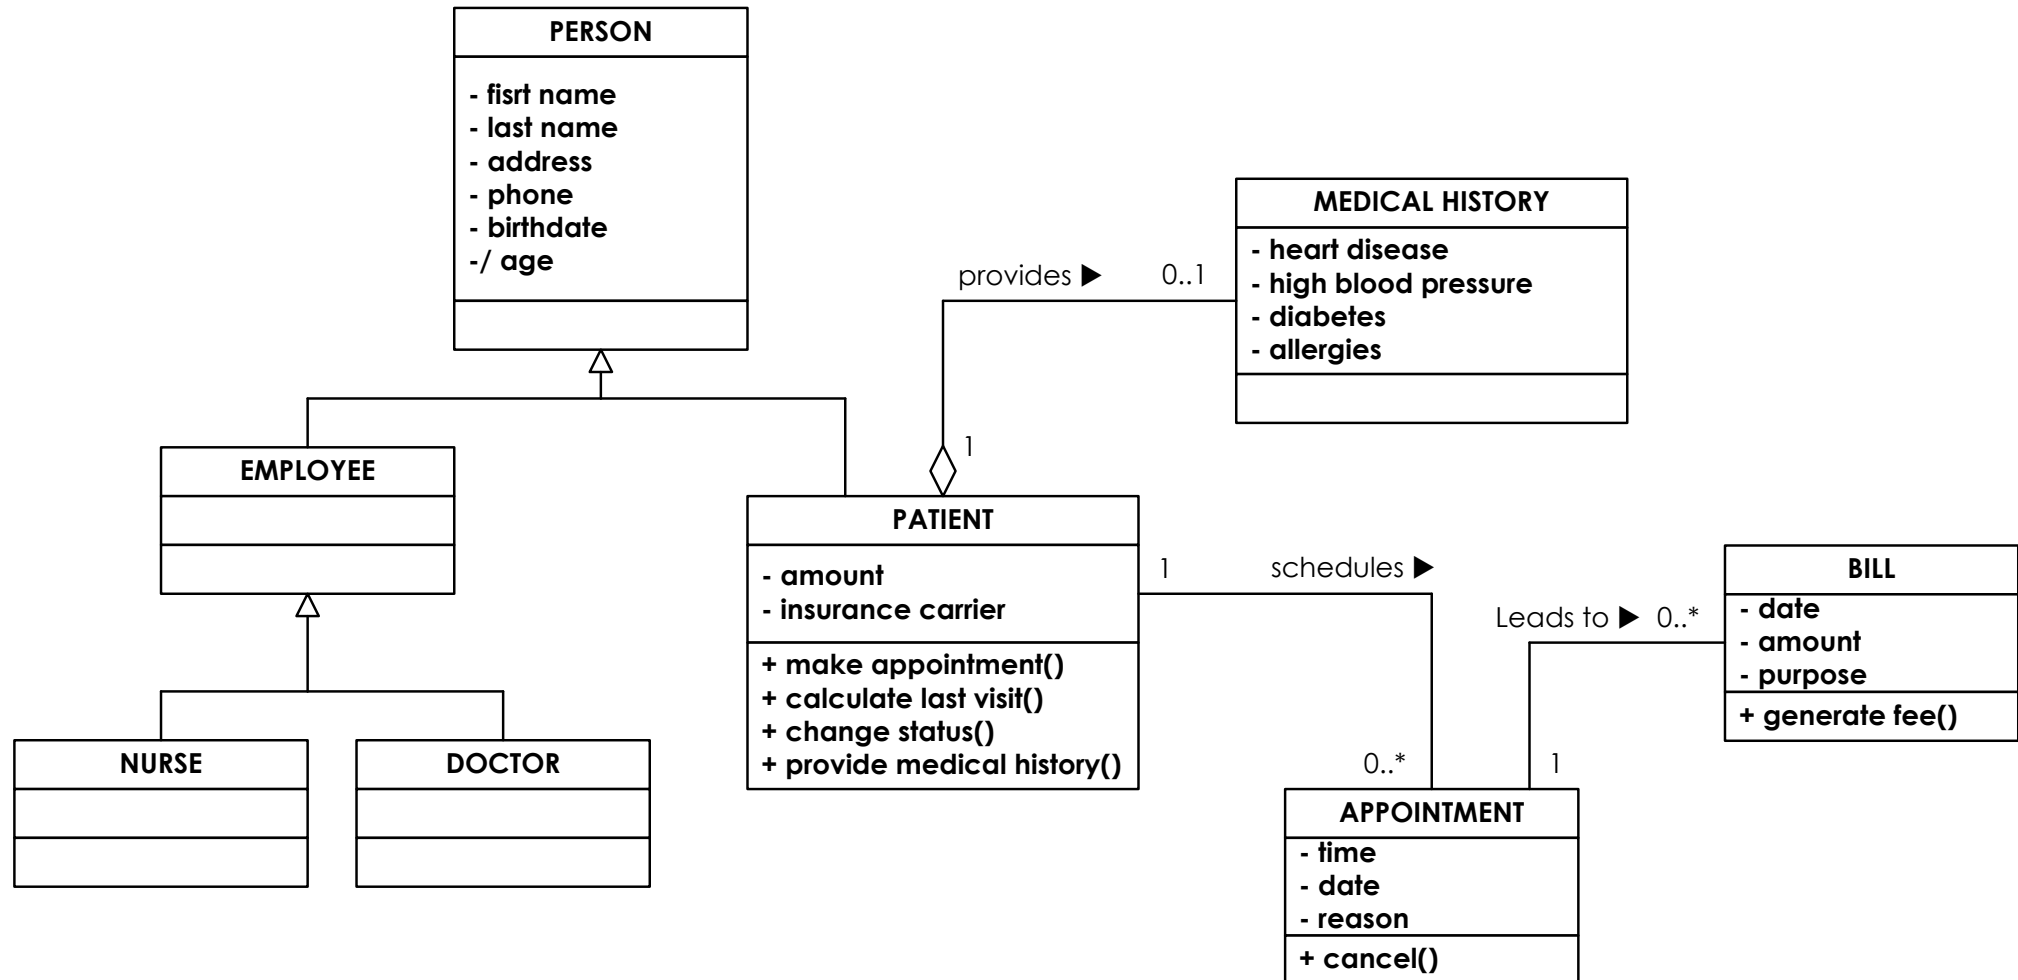 PERSON
- fisrt name
- last name
- address
- phone
- birthdate
-/ age
MEDICAL HISTORY
- heart disease
- high blood pressure
- diabetes
- allergies
provides ▶ 0..1
1
EMPLOYEE
PATIENT
- amount
- insurance carrier
+ make appointment()
+ calculate last visit()
+ change status()
+ provide medical history()
1 schedules ▶
0..*
BILL
- date
- amount
- purpose
+ generate fee()
Leads to ▶ 0..*
1
NURSE
DOCTOR
APPOINTMENT
- time
- date
- reason
+ cancel()